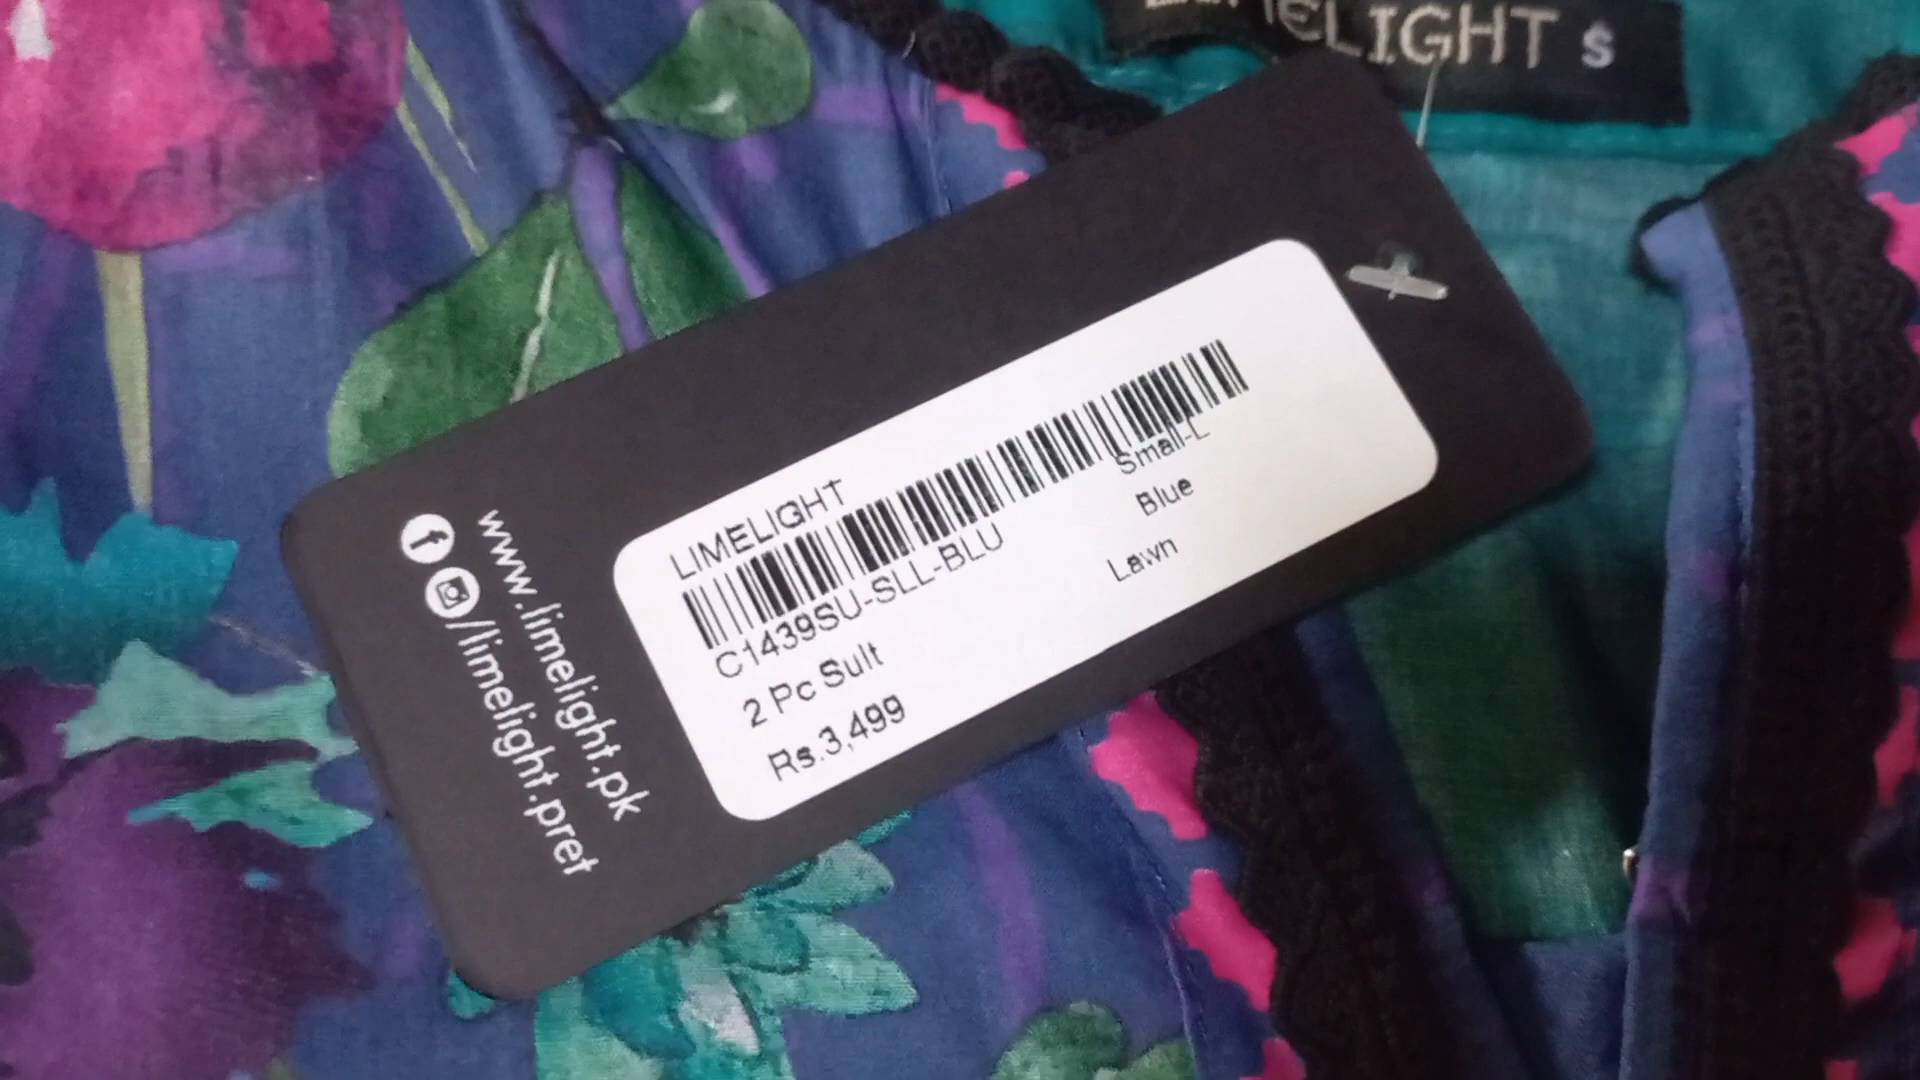 LIMELIGHT S
LIMELIGHT
C1439SU-SLL-BLU
Small-L
2 Pc Suit
Blue
Rs.3,499
Lawn
www.limelight.pk
/limelight.pret